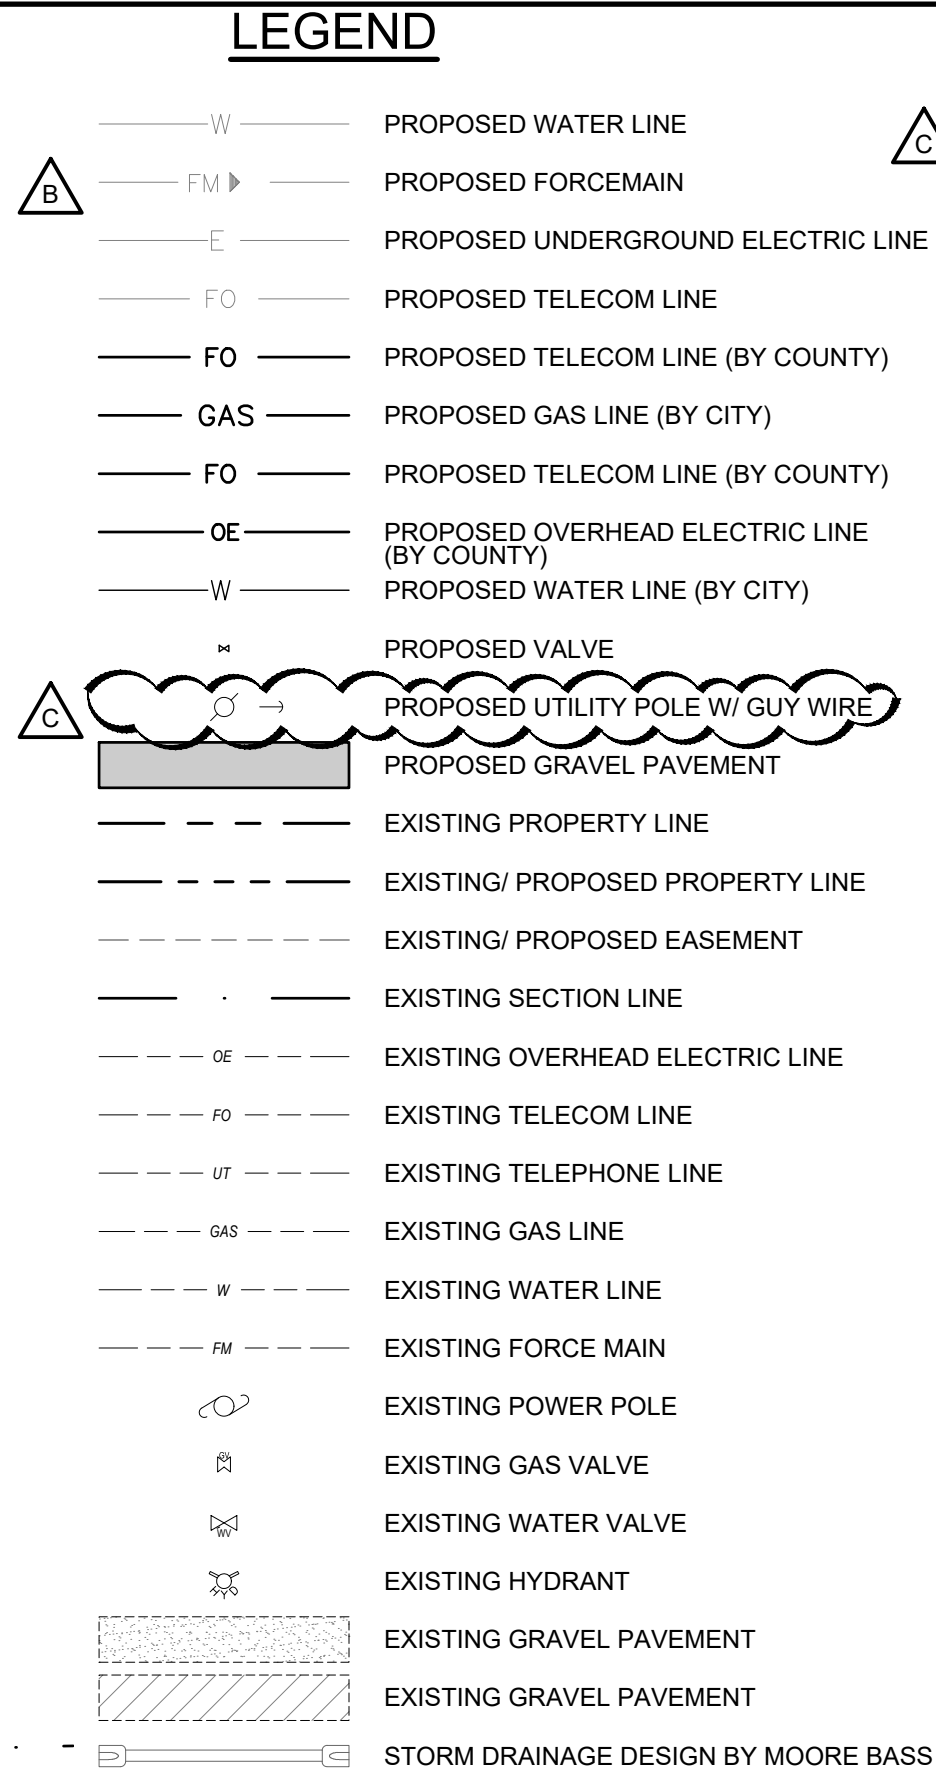 LEGEND
W PROPOSED WATER LINE
C
B FM PROPOSED FORCEMAIN
E PROPOSED UNDERGROUND ELECTRIC LINE
FO PROPOSED TELECOM LINE
FO PROPOSED TELECOM LINE (BY COUNTY)
GAS PROPOSED GAS LINE (BY CITY)
FO PROPOSED TELECOM LINE (BY COUNTY)
OE PROPOSED OVERHEAD ELECTRIC LINE
(BY COUNTY)
W PROPOSED WATER LINE (BY CITY)
PROPOSED VALVE
C PROPOSED UTILITY POLE W/ GUY WIRE
PROPOSED GRAVEL PAVEMENT
EXISTING PROPERTY LINE
EXISTING/ PROPOSED PROPERTY LINE
EXISTING/ PROPOSED EASEMENT
EXISTING SECTION LINE
OE EXISTING OVERHEAD ELECTRIC LINE
FO EXISTING TELECOM LINE
UT EXISTING TELEPHONE LINE
GAS EXISTING GAS LINE
W EXISTING WATER LINE
FM EXISTING FORCE MAIN
EXISTING POWER POLE
GV EXISTING GAS VALVE
WV EXISTING WATER VALVE
EXISTING HYDRANT
EXISTING GRAVEL PAVEMENT
EXISTING GRAVEL PAVEMENT
STORM DRAINAGE DESIGN BY MOORE BASS